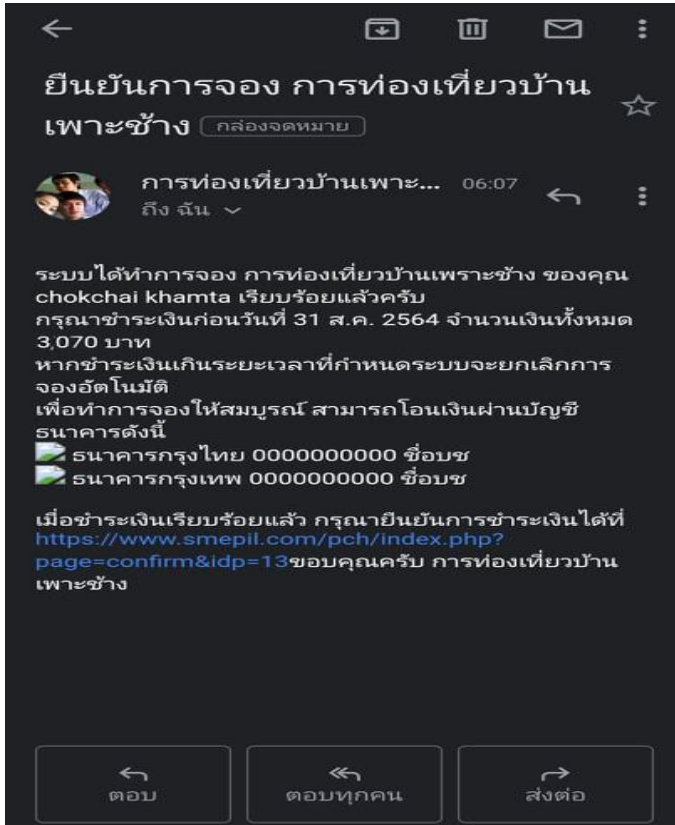 ยืนยันการจอง การท่องเที่ยวบ้าน
เพาะช้าง กล่องจดหมาย
การท่องเที่ยวบ้านเพาะ... 06:07
ถึง ฉัน
ระบบได้ทำการจอง การท่องเที่ยวบ้านเพราะช้าง ของคุณ
chokchai khamta เรียบร้อยแล้วครับ
กรุณาชำระเงินก่อนวันที่ 31 ส.ค. 2564 จำนวนเงินทั้งหมด
3,070 บาท
หากชำระเงินเกินระยะเวลาที่กำหนดระบบจะยกเลิกการ
จองอัตโนมัติ
เพื่อทำการจองให้สมบูรณ์ สามารถโอนเงินผ่านบัญชี
ธนาคารดังนี้
ธนาคารกรุงไทย 0000000000 ชื่อบช
ธนาคารกรุงเทพ 0000000000 ชื่อบช
เมื่อชำระเงินเรียบร้อยแล้ว กรุณายืนยันการชำระเงินได้ที่
https://www.smepil.com/pch/index.php?
page=confirm&idp=13ขอบคุณครับ การท่องเที่ยวบ้าน
เพาะช้าง
ตอบ ตอบทุกคน ส่งต่อ